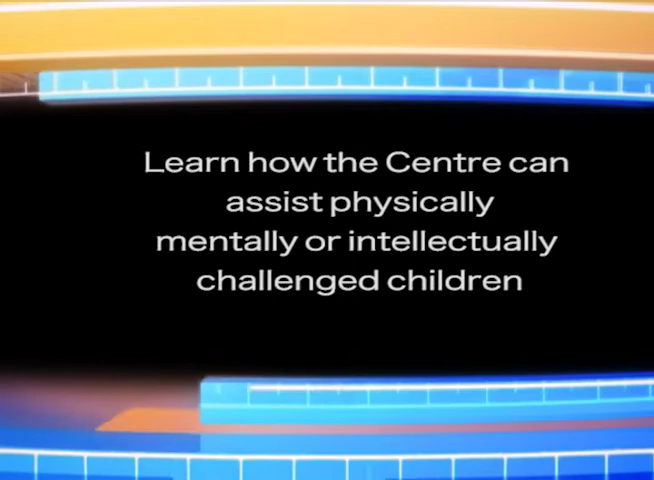 Learn how the Centre can
assist physically
mentally or intellectually
challenged children